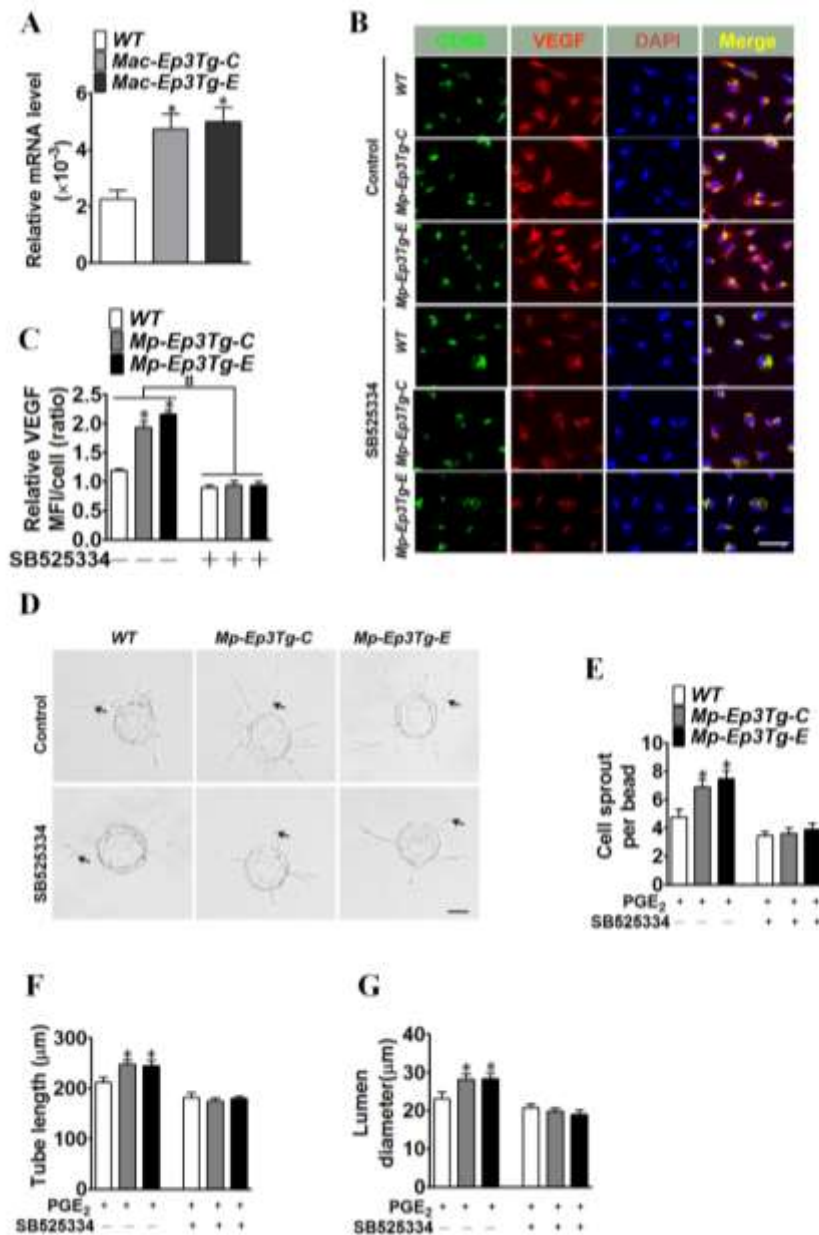 A
WT
Mac-Ep3Tg-C
Mac-Ep3Tg-E
Relative mRNA level
(×10⁻³)
9
6
4
2
0
* *
B
VEGF DAPI Merge
Control
WT
Mp-Ep3Tg-C
Mp-Ep3Tg-E
SB525334
WT
Mp-Ep3Tg-C
Mp-Ep3Tg-E
C
WT
Mp-Ep3Tg-C
Mp-Ep3Tg-E
Relative VEGF
MFI/cell (ratio)
2.5
2.0
1.5
1.0
0.5
0.0
SB525334 — — — + + +
D
WT Mp-Ep3Tg-C Mp-Ep3Tg-E
Control
SB525334
E
WT
Mp-Ep3Tg-C
Mp-Ep3Tg-E
Cell sprout
per bead
10
8
6
4
2
0
PGE₂ + + + + + +
SB525334 — — — + + +
F
Tube length (μm)
300
200
100
0
PGE₂ + + + + + +
SB525334 — — — + + +
G
Lumen
diameter(μm)
40
30
20
10
0
PGE₂ + + + + + +
SB525334 — — — + + +